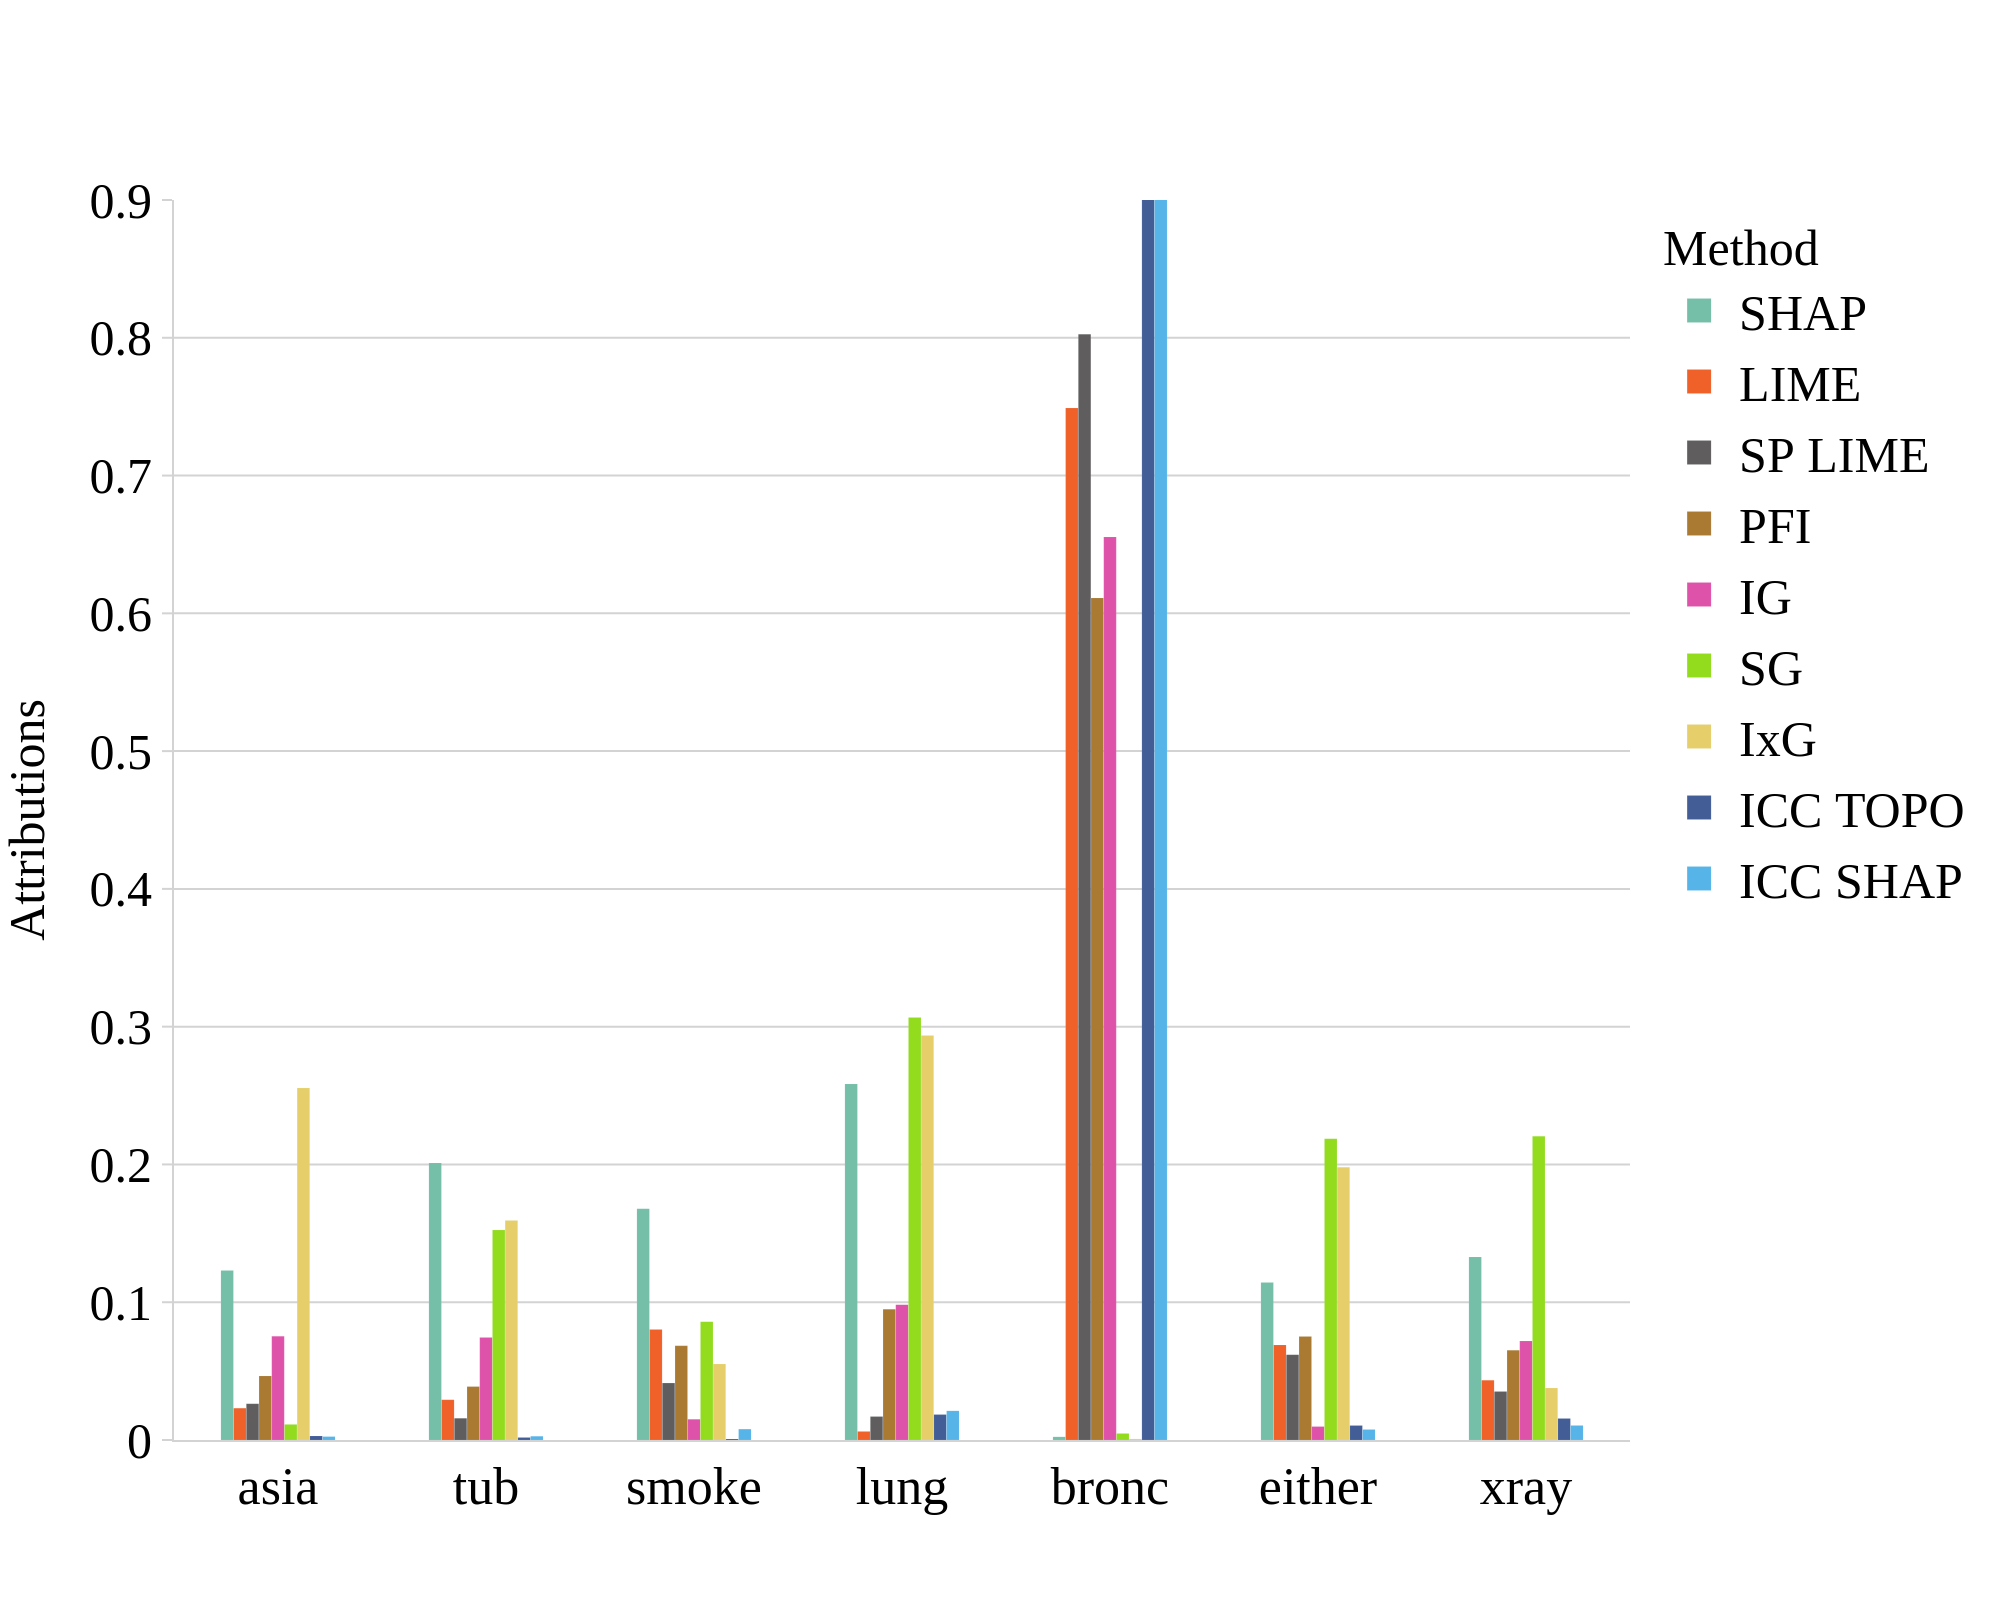 0.9
0.8
0.7
0.6
0.5
0.4
0.3
0.2
0.1
0
Attributions
asia tub smoke lung bronc either xray
Method
SHAP
LIME
SP LIME
PFI
IG
SG
IxG
ICC TOPO
ICC SHAP